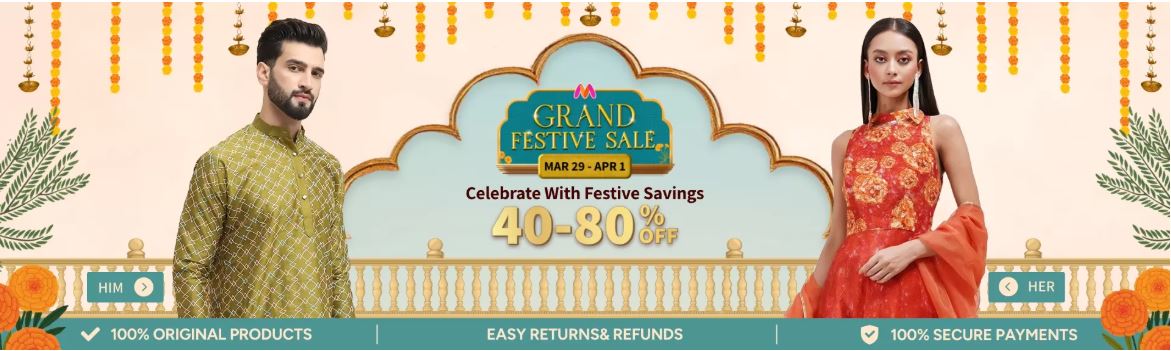 GRAND
FESTIVE SALE
MAR 29 - APR 1
Celebrate With Festive Savings
40-80% OFF
HIM
HER
100% ORIGINAL PRODUCTS
EASY RETURNS& REFUNDS
100% SECURE PAYMENTS